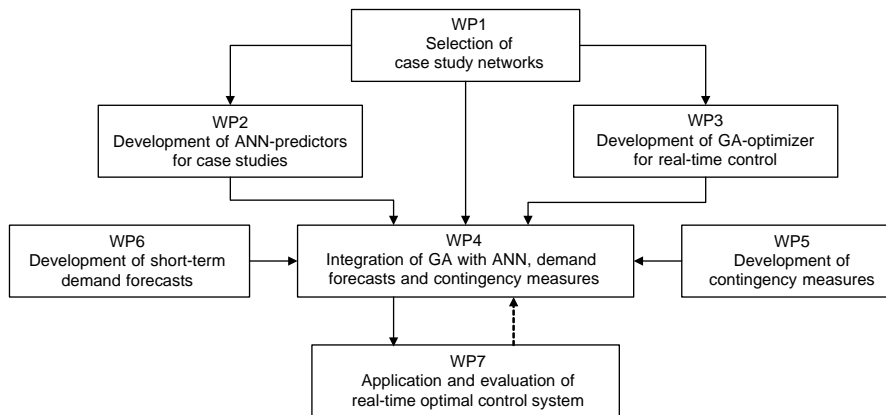 WP1
Selection of
case study networks
WP2
Development of ANN-predictors
for case studies
WP3
Development of GA-optimizer
for real-time control
WP6
Development of short-term
demand forecasts
WP4
Integration of GA with ANN, demand
forecasts and contingency measures
WP5
Development of
contingency measures
WP7
Application and evaluation of
real-time optimal control system